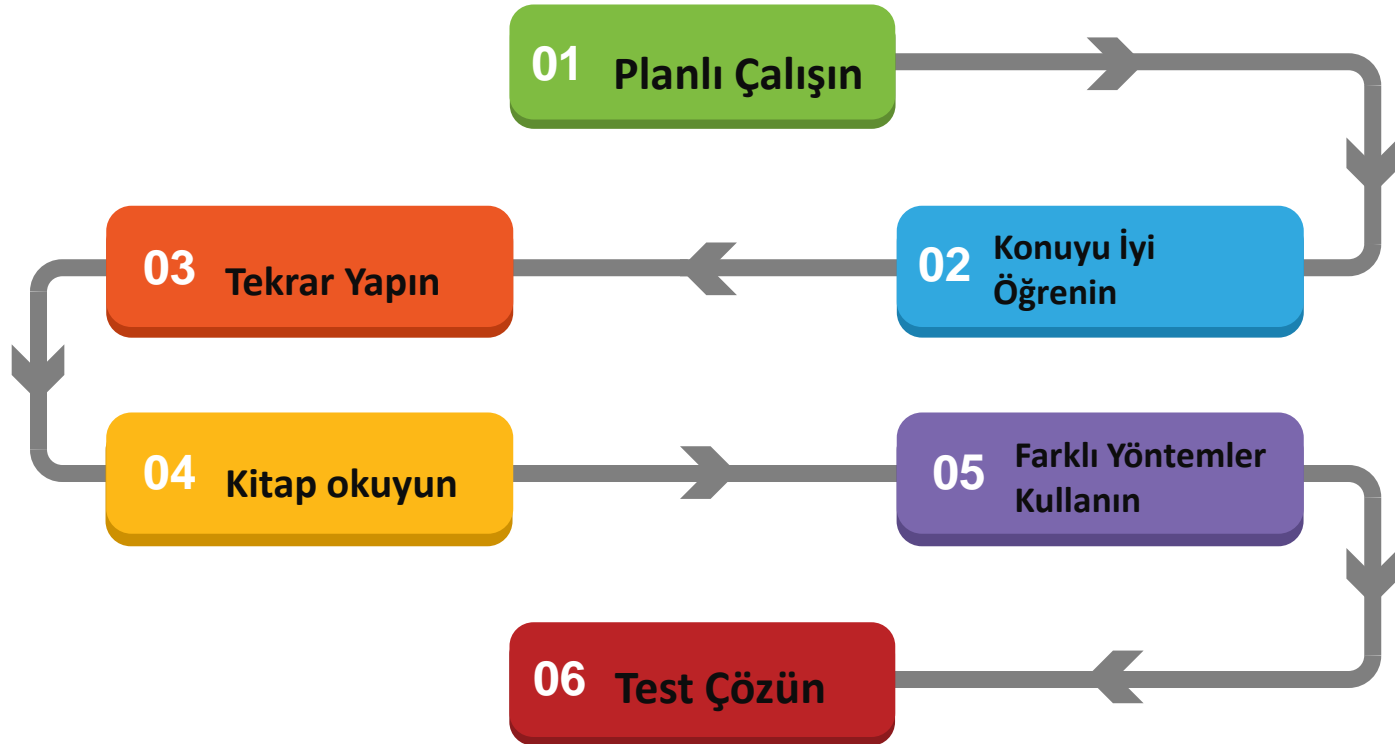 01 Planlı Çalışın
02 Konuyu İyi
Öğrenin
03 Tekrar Yapın
04 Kitap okuyun
05 Farklı Yöntemler
Kullanın
06 Test Çözün